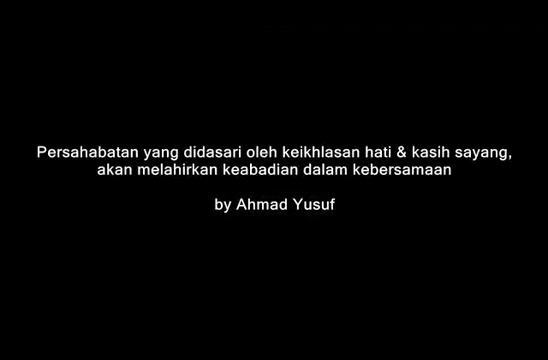 Persahabatan yang didasari oleh keikhlasan hati & kasih sayang,
akan melahirkan keabadian dalam kebersamaan
by Ahmad Yusuf